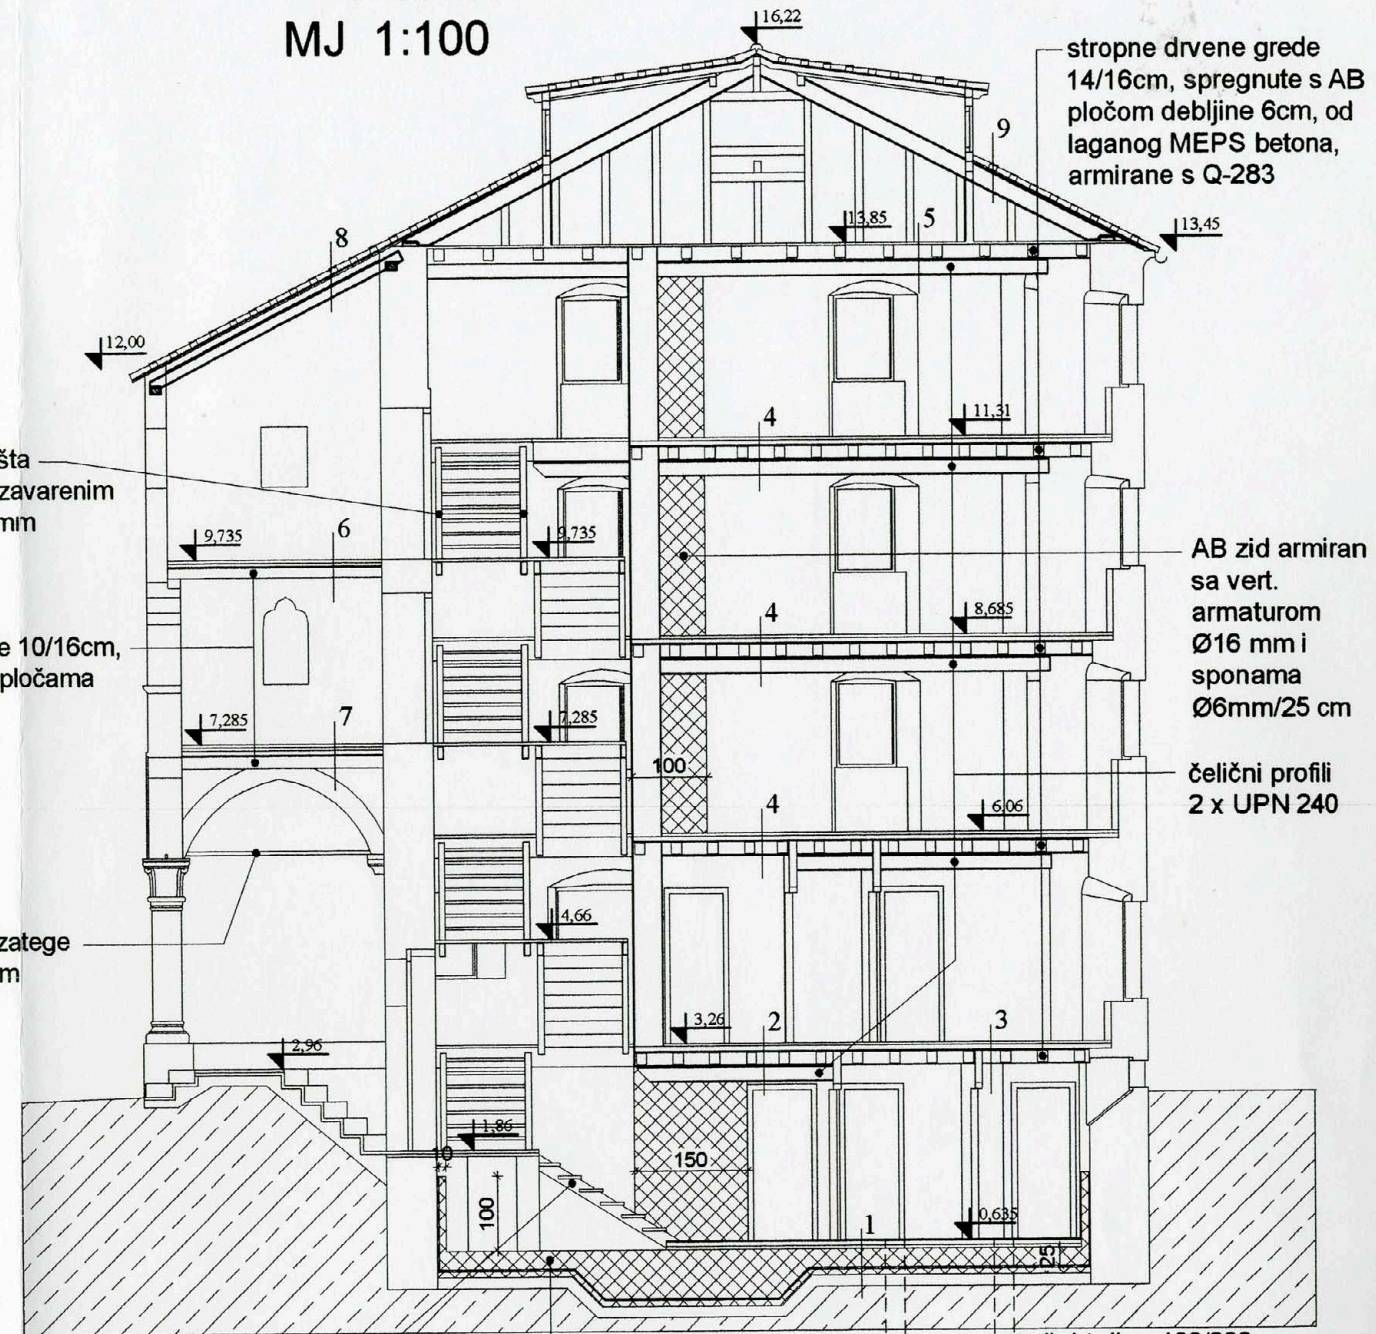 MJ 1:100
16,22
stropne drvene grede
14/16cm, spregnute s AB
pločom debljine 6cm, od
laganog MEPS betona,
armirane s Q-283
9
8
13,85
5
13,45
12,00
4
11,31
šta
zavarenim
mm
9,735
6
9,735
AB zid armiran
sa vert.
armaturom
Ø16 mm i
sponama
Ø6mm/25 cm
4
8,685
e 10/16cm,
pločama
7,285
7
7,285
100
čelični profili
2 x UPN 240
4
6,06
4,66
zatege
m
3,26
2
3
2,96
1,86
10
150
100
1
0,635
25